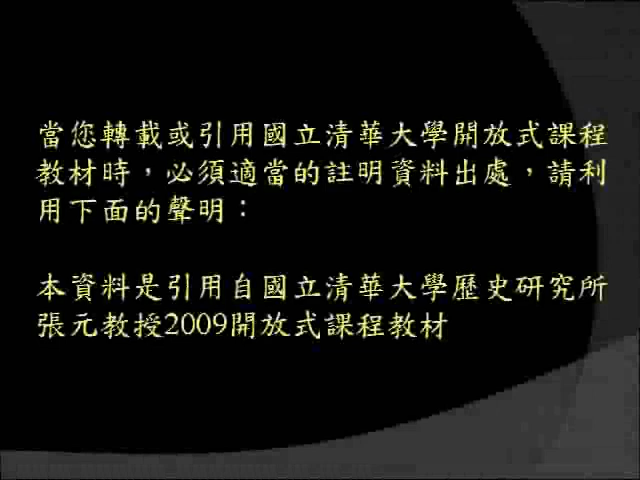 當您轉載或引用國立清華大學開放式課程
教材時，必須適當的註明資料出處，請利
用下面的聲明：
本資料是引用自國立清華大學歷史研究所
張元教授2009開放式課程教材